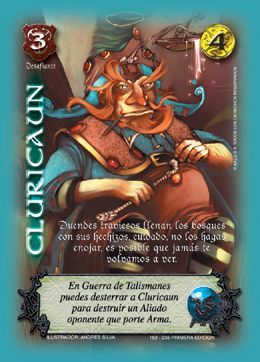 3
4
Desafiante
CLURICAUN
Duendes traviesos llenan los bosques
con sus hechizos, cuidado, no los hagas
enojar, es posible que jamás te
volvamos a ver.
En Guerra de Talismanes
puedes desterrar a Cluricaun
para destruir un Aliado
oponente que porte Arma.
ILUSTRADOR: ANDRES SILVA
162 - 236 PRIMERA EDICION